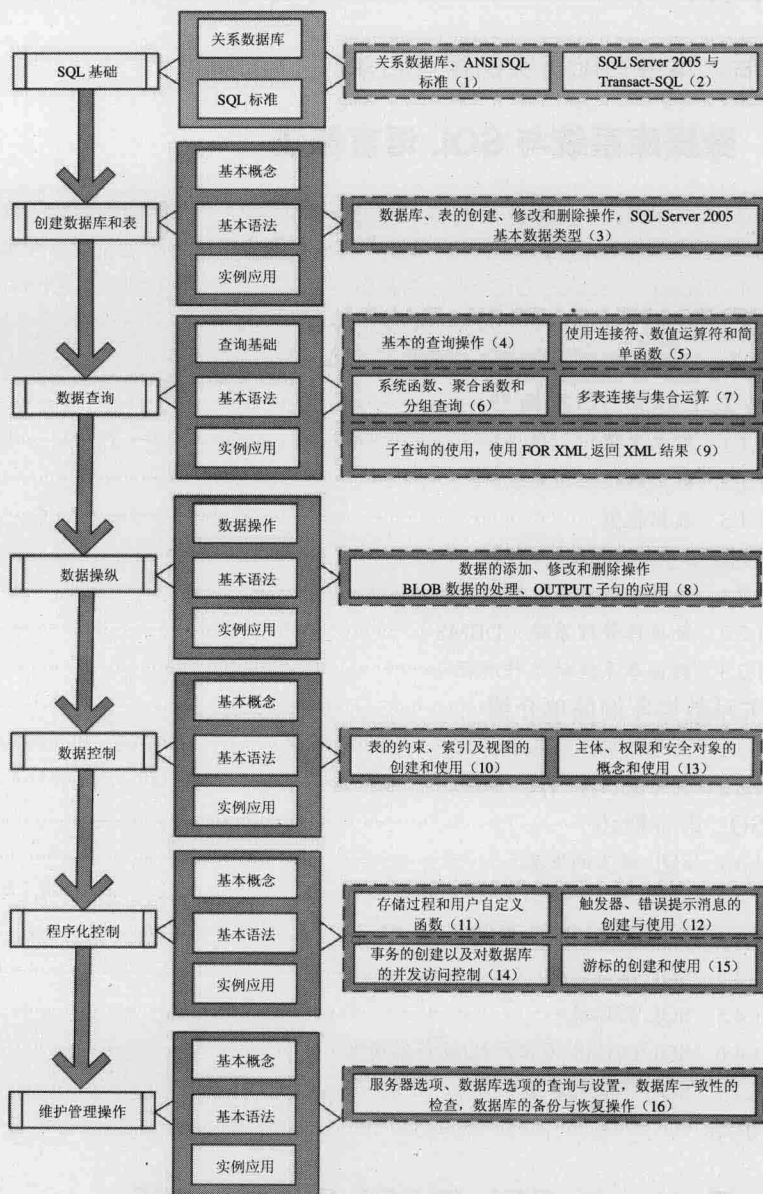 SQL 基础
关系数据库
SQL 标准
关系数据库、ANSI SQL
标准（1）
SQL Server 2005 与
Transact-SQL（2）
创建数据库和表
基本概念
基本语法
实例应用
数据库、表的创建、修改和删除操作，SQL Server 2005
基本数据类型（3）
数据查询
查询基础
基本语法
实例应用
基本的查询操作（4）
使用连接符、数值运算符和简
单函数（5）
系统函数、聚合函数和
分组查询（6）
多表连接与集合运算（7）
子查询的使用，使用 FOR XML 返回 XML 结果（9）
数据操纵
数据操作
基本语法
实例应用
数据的添加、修改和删除操作
BLOB 数据的处理、OUTPUT 子句的应用（8）
数据控制
基本概念
基本语法
实例应用
表的约束、索引及视图的
创建和使用（10）
主体、权限和安全对象的
概念和使用（13）
程序化控制
基本概念
基本语法
实例应用
存储过程和用户自定义
函数（11）
触发器、错误提示消息的
创建与使用（12）
事务的创建以及对数据库
的并发访问控制（14）
游标的创建和使用（15）
维护管理操作
基本概念
基本语法
实例应用
服务器选项、数据库选项的查询与设置，数据库一致性的
检查，数据库的备份与恢复操作（16）